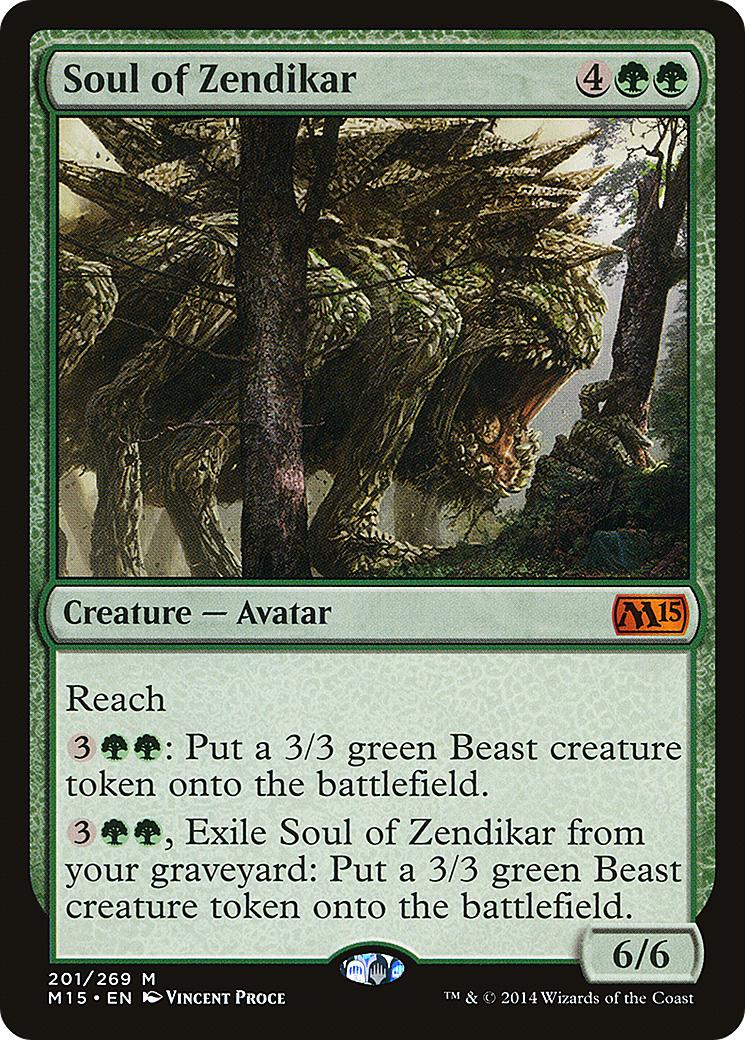 Soul of Zendikar 4
Creature — Avatar M15
Reach
3: Put a 3/3 green Beast creature
token onto the battlefield.
3, Exile Soul of Zendikar from
your graveyard: Put a 3/3 green Beast
creature token onto the battlefield.
6/6
201/269 M
M15 • EN Vincent Proce ™ & © 2014 Wizards of the Coast